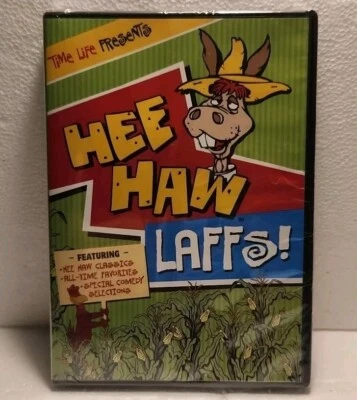 TIME LIFE PRESENTS
HEE
HAW
LAFFS!
- FEATURING -
•HEE HAW CLASSICS
•ALL-TIME FAVORITES
•SPECIAL COMEDY
SELECTIONS